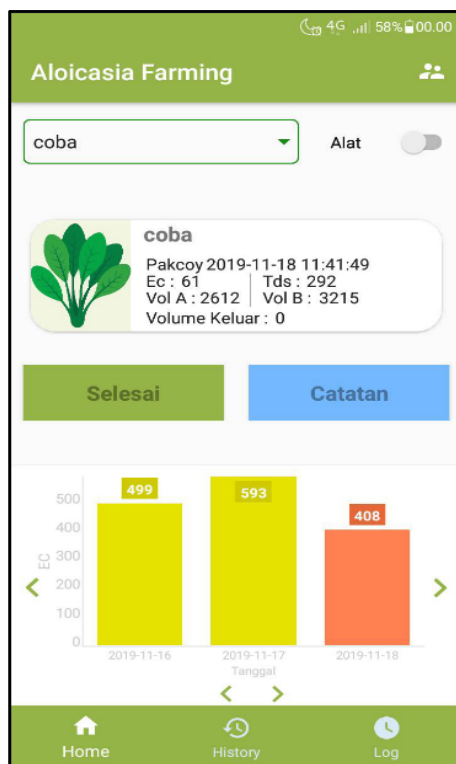 4G 58% 00.00
Aloicasia Farming
coba
Alat
coba
Pakcoy 2019-11-18 11:41:49
Ec : 61 Tds : 292
Vol A : 2612 Vol B : 3215
Volume Keluar : 0
Selesai Catatan
500
400
300
200
100
0
EC
499
593
408
2019-11-16 2019-11-17 2019-11-18
Tanggal
Home History Log